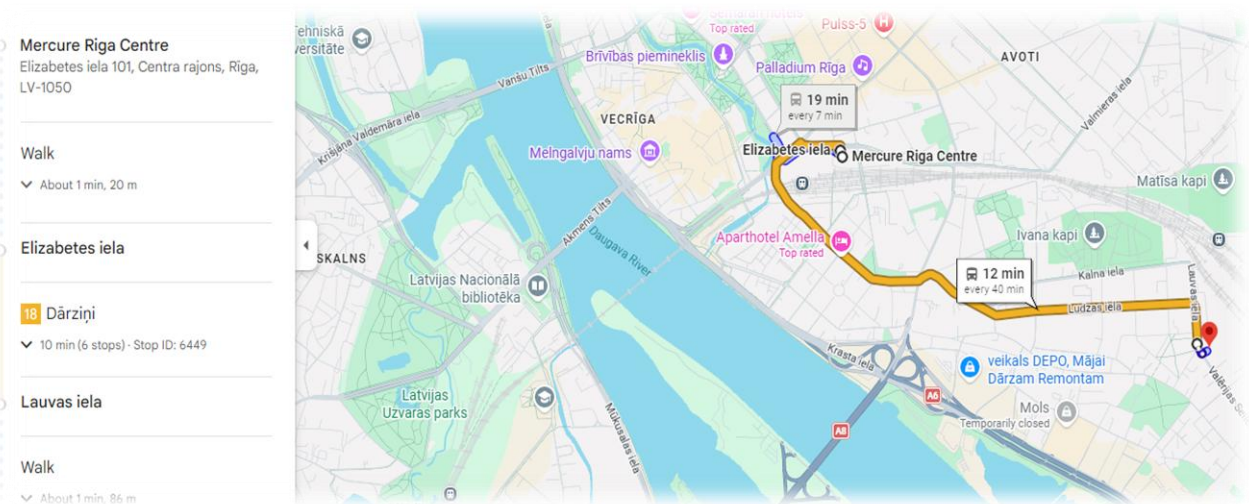 Mercure Riga Centre
Elizabetes iela 101, Centra rajons, Rīga,
LV-1050
Walk
About 1 min, 20 m
Elizabetes iela
18 Dārziņi
10 min (6 stops) · Stop ID: 6449
Lauvas iela
Walk
About 1 min, 86 m
Top rated
Pulss-5
H
versitāte
Brīvības piemineklis
Palladium Rīga
AVOTI
Vanšu Tilts
Krišjāņa Valdemāra iela
VECRĪGA
19 min
every 7 min
Valmieras iela
Melngalvju nams
Elizabetes iela
Mercure Riga Centre
Matīsa kapi
Akmens Tilts
Daugava River
Aparthotel Amella
Top rated
Ivana kapi
SKALNS
Latvijas Nacionālā
bibliotēka
12 min
every 40 min
Kalna iela
Lauvas iela
Ludzas iela
Krasta iela
veikals DEPO, Mājai
Dārzam Remontam
Latvijas
Uzvaras parks
Mūkusalas iela
A6
A8
Mols
Temporarily closed